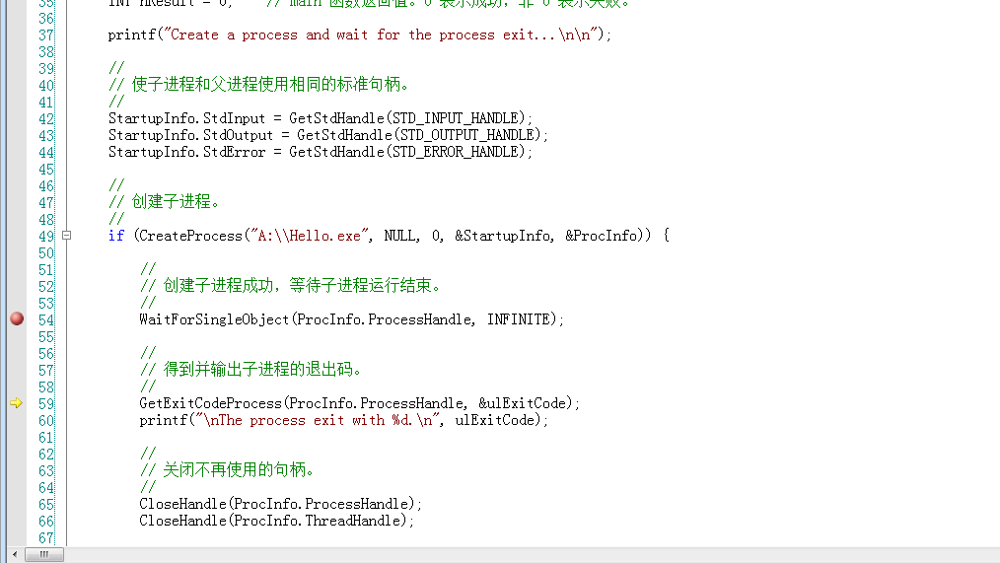 35 INT nResult = 0; // main 函数返回值。0 表示成功，非 0 表示失败。
36
37 printf("Create a process and wait for the process exit...\n\n");
38
39 //
40 // 使子进程和父进程使用相同的标准句柄。
41 //
42 StartupInfo.StdInput = GetStdHandle(STD_INPUT_HANDLE);
43 StartupInfo.StdOutput = GetStdHandle(STD_OUTPUT_HANDLE);
44 StartupInfo.StdError = GetStdHandle(STD_ERROR_HANDLE);
45
46 //
47 // 创建子进程。
48 //
49 if (CreateProcess("A:\\Hello.exe", NULL, 0, &StartupInfo, &ProcInfo)) {
50
51 //
52 // 创建子进程成功，等待子进程运行结束。
53 //
54 WaitForSingleObject(ProcInfo.ProcessHandle, INFINITE);
55
56 //
57 // 得到并输出子进程的退出码。
58 //
59 GetExitCodeProcess(ProcInfo.ProcessHandle, &ulExitCode);
60 printf("\nThe process exit with %d.\n", ulExitCode);
61
62 //
63 // 关闭不再使用的句柄。
64 //
65 CloseHandle(ProcInfo.ProcessHandle);
66 CloseHandle(ProcInfo.ThreadHandle);
67